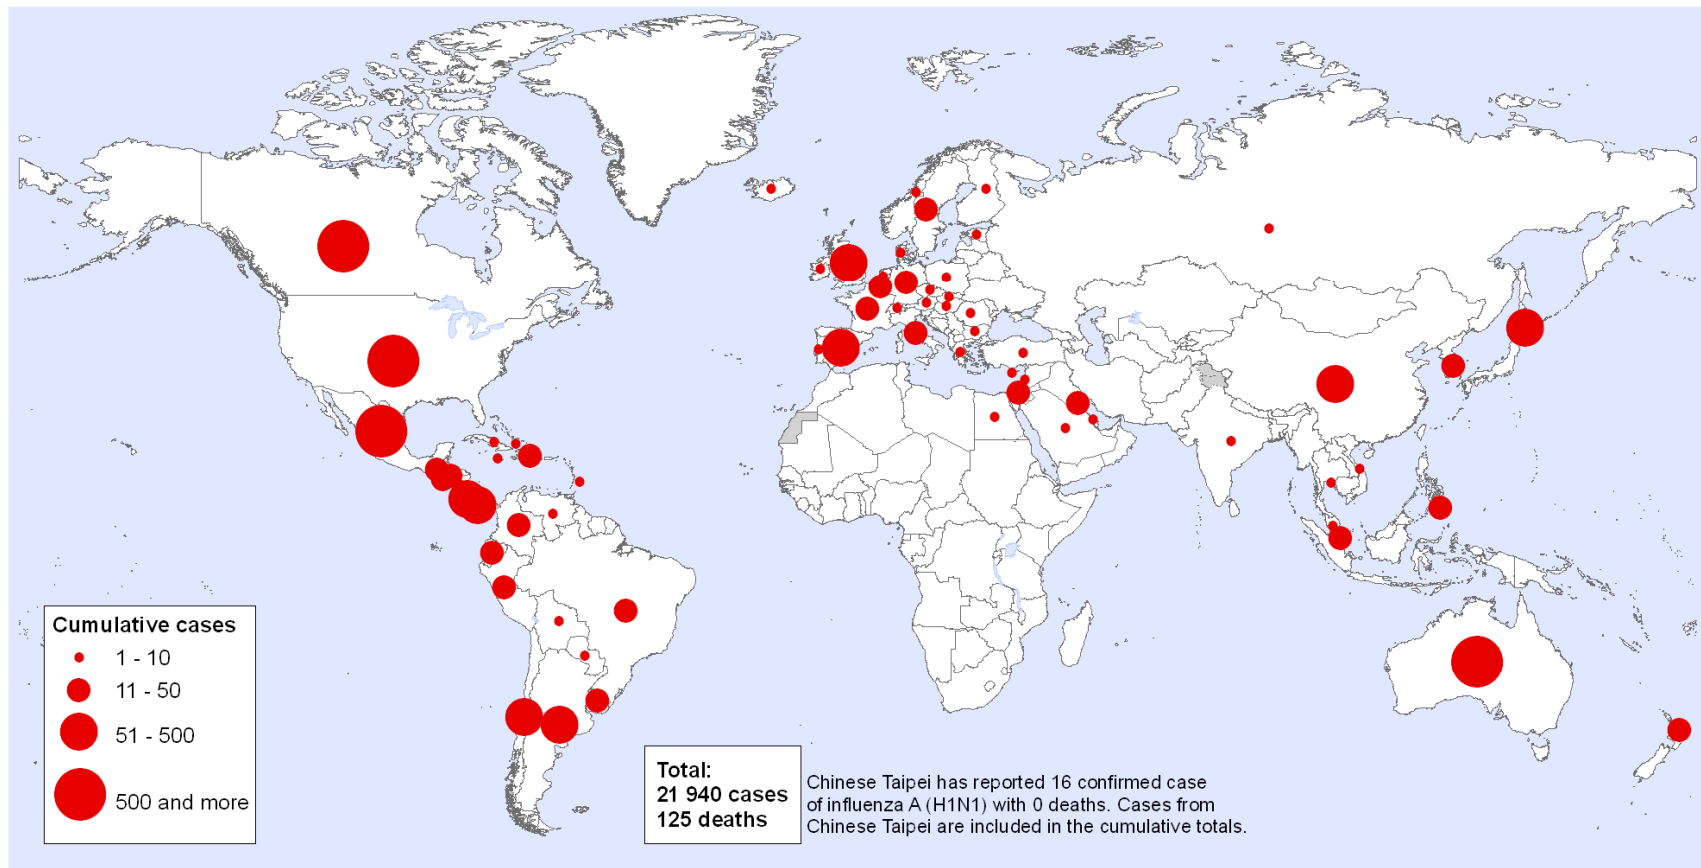 Cumulative cases
1 - 10
11 - 50
51 - 500
500 and more
Total:
21 940 cases
125 deaths
Chinese Taipei has reported 16 confirmed case
of influenza A (H1N1) with 0 deaths. Cases from
Chinese Taipei are included in the cumulative totals.